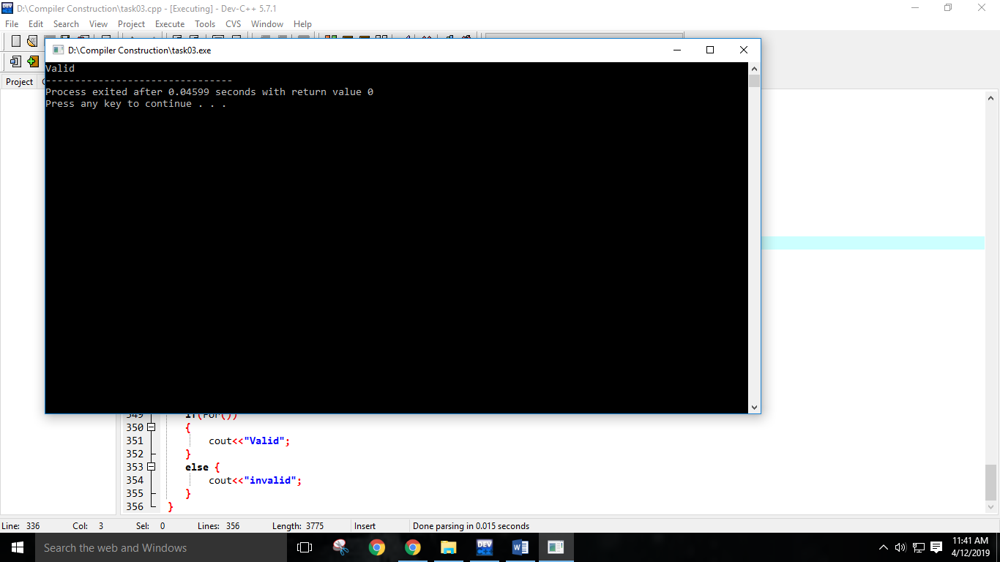 D:\Compiler Construction\task03.cpp - [Executing] - Dev-C++ 5.7.1
File Edit Search View Project Execute Tools CVS Window Help
D:\Compiler Construction\task03.exe
Project
Valid
--------------------------------
Process exited after 0.04599 seconds with return value 0
Press any key to continue . . .
349 if(For())
350 {
351 cout<<"Valid";
352 }
353 else {
354 cout<<"invalid";
355 }
356 }
Line: 336 Col: 3 Sel: 0 Lines: 356 Length: 3775 Insert Done parsing in 0.015 seconds
Search the web and Windows
DEV
11:41 AM
4/12/2019